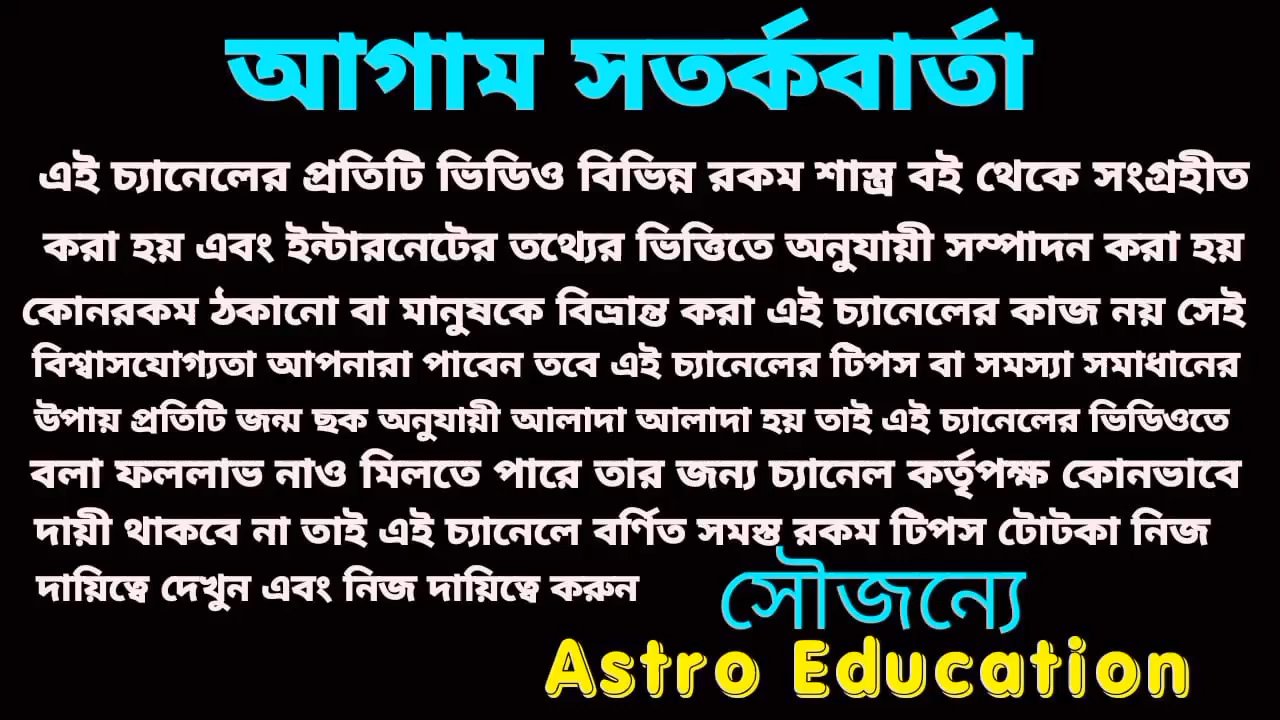 আগাম সতর্কবার্তা
এই চ্যানেলের প্রতিটি ভিডিও বিভিন্ন রকম শাস্ত্র বই থেকে সংগ্রহীত
করা হয় এবং ইন্টারনেটের তথ্যের ভিত্তিতে অনুযায়ী সম্পাদন করা হয়
কোনরকম ঠকানো বা মানুষকে বিভ্রান্ত করা এই চ্যানেলের কাজ নয় সেই
বিশ্বাসযোগ্যতা আপনারা পাবেন তবে এই চ্যানেলের টিপস বা সমস্যা সমাধানের
উপায় প্রতিটি জন্ম ছক অনুযায়ী আলাদা আলাদা হয় তাই এই চ্যানেলের ভিডিওতে
বলা ফললাভ নাও মিলতে পারে তার জন্য চ্যানেল কর্তৃপক্ষ কোনভাবে
দায়ী থাকবে না তাই এই চ্যানেলে বর্ণিত সমস্ত রকম টিপস টোটকা নিজ
দায়িত্বে দেখুন এবং নিজ দায়িত্বে করুন
সৌজন্যে
Astro Education